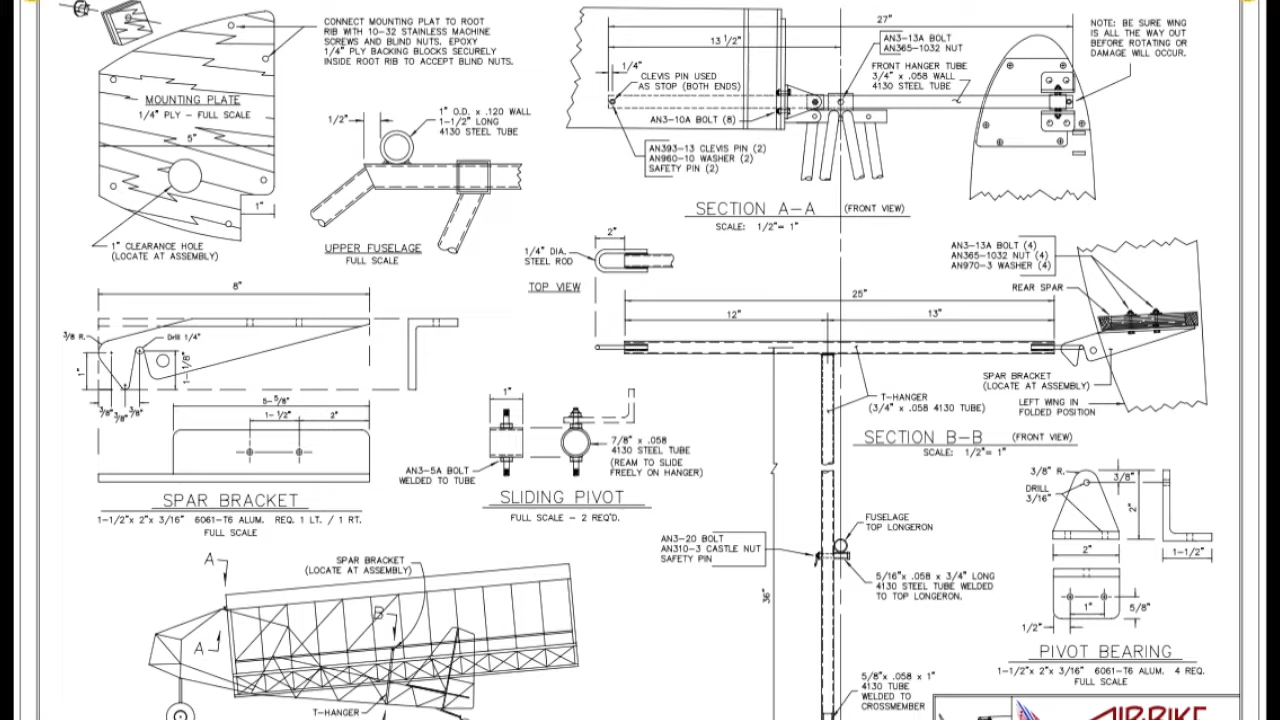 CONNECT MOUNTING PLAT TO ROOT
RIB WITH 10-32 STAINLESS MACHINE
SCREWS AND BLIND NUTS. EPOXY
1/4" PLY BACKING BLOCKS SECURELY
INSIDE ROOT RIB TO ACCEPT BLIND NUTS.
MOUNTING PLATE
1/4" PLY - FULL SCALE
5"
1"
1" CLEARANCE HOLE
(LOCATE AT ASSEMBLY)
1/2"
1" O.D. x .120 WALL
1-1/2" LONG
4130 STEEL TUBE
UPPER FUSELAGE
FULL SCALE
27"
13 1/2"
1/4"
CLEVIS PIN USED
AS STOP (BOTH ENDS)
AN3-10A BOLT (8)
AN393-13 CLEVIS PIN (2)
AN960-10 WASHER (2)
SAFETY PIN (2)
AN3-13A BOLT
AN365-1032 NUT
FRONT HANGER TUBE
3/4" x .058 WALL
4130 STEEL TUBE
NOTE: BE SURE WING
IS ALL THE WAY OUT
BEFORE ROTATING OR
DAMAGE WILL OCCUR.
SECTION A-A (FRONT VIEW)
SCALE: 1/2"= 1"
2"
1/4" DIA.
STEEL ROD
TOP VIEW
AN3-13A BOLT (4)
AN365-1032 NUT (4)
AN970-3 WASHER (4)
REAR SPAR
25"
12"
13"
SPAR BRACKET
(LOCATE AT ASSEMBLY)
LEFT WING IN
FOLDED POSITION
T-HANGER
(3/4" x .058 4130 TUBE)
SECTION B-B (FRONT VIEW)
SCALE: 1/2"= 1"
8"
3/8 R.
Drill 1/4"
1"
1-1/8"
3/8"
3/8"
3/8"
5-5/8"
1-1/2"
2"
SPAR BRACKET
1-1/2"x 2"x 3/16" 6061-T6 ALUM. REQ. 1 LT. / 1 RT.
FULL SCALE
1"
7/8" x .058
4130 STEEL TUBE
(REAM TO SLIDE
FREELY ON HANGER)
AN3-5A BOLT
WELDED TO TUBE
SLIDING PIVOT
FULL SCALE - 2 REQ'D.
3/8" R.
DRILL
3/16"
3/8"
2"
2"
1-1/2"
1"
5/8"
1/2"
PIVOT BEARING
1-1/2"x 2"x 3/16" 6061-T6 ALUM. 4 REQ.
FULL SCALE
FUSELAGE
TOP LONGERON
AN3-20 BOLT
AN310-3 CASTLE NUT
SAFETY PIN
5/16"x .058 x 3/4" LONG
4130 STEEL TUBE WELDED
TO TOP LONGERON.
36"
5/8"x .058 x 1"
4130 TUBE
WELDED TO
CROSSMEMBER
A
SPAR BRACKET
(LOCATE AT ASSEMBLY)
B
A
T-HANGER
AIRBIKE